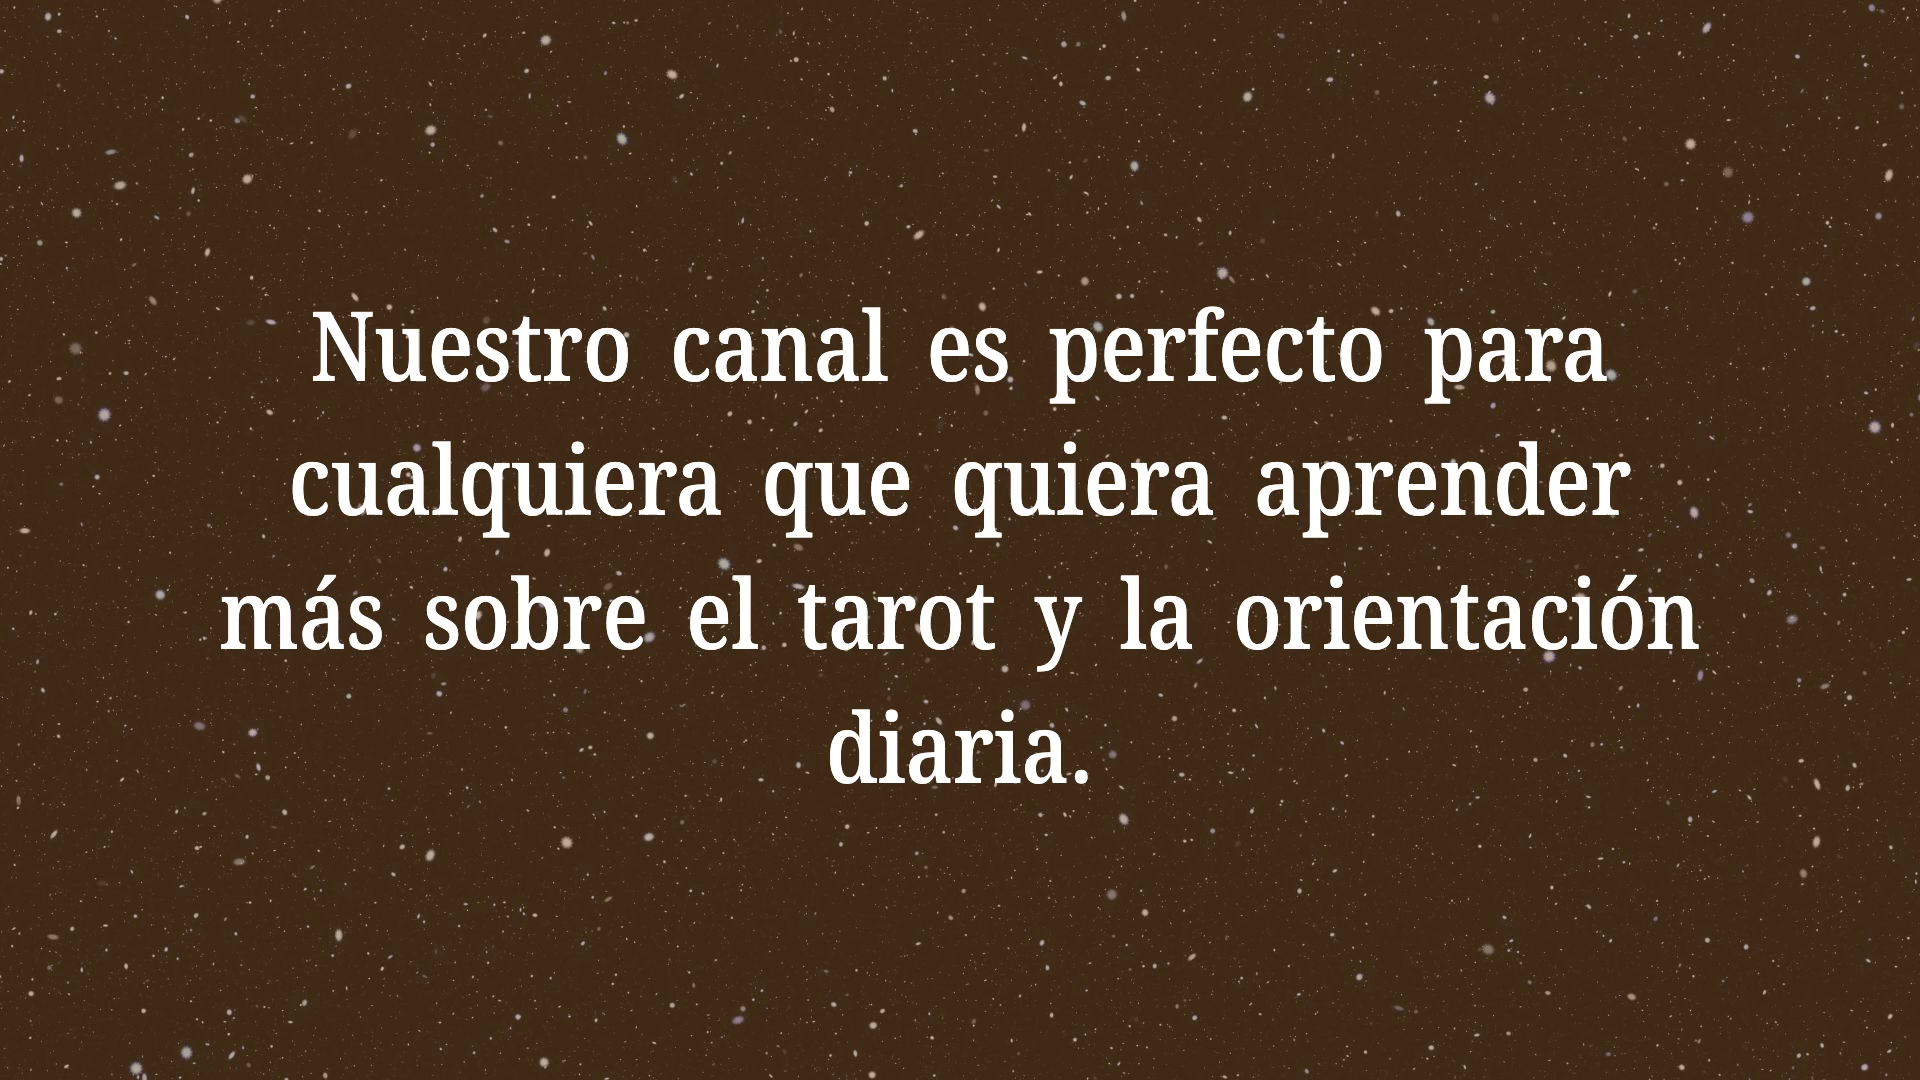 Nuestro canal es perfecto para
cualquiera que quiera aprender
más sobre el tarot y la orientación
diaria.